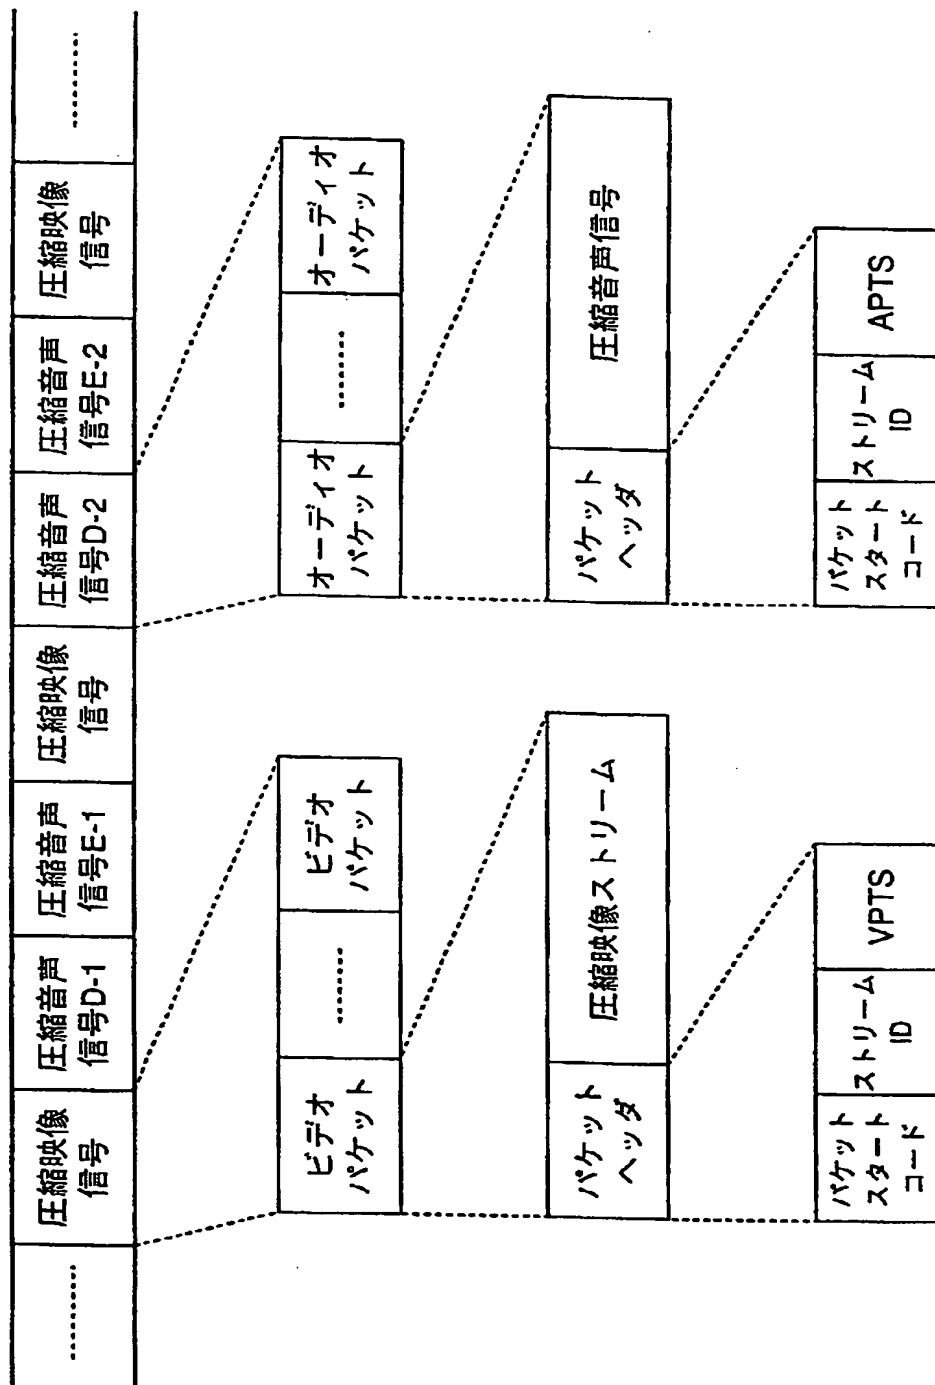 ………
圧縮映像
信号
圧縮音声
信号D-1
圧縮音声
信号E-1
圧縮映像
信号
圧縮音声
信号D-2
圧縮音声
信号E-2
圧縮映像
信号
………
ビデオ
パケット
………
ビデオ
パケット
オーディオ
パケット
………
オーディオ
パケット
パケット
ヘッダ
圧縮映像ストリーム
パケット
ヘッダ
圧縮音声信号
パケット
スタート
コード
ストリーム
ID
VPTS
パケット
スタート
コード
ストリーム
ID
APTS